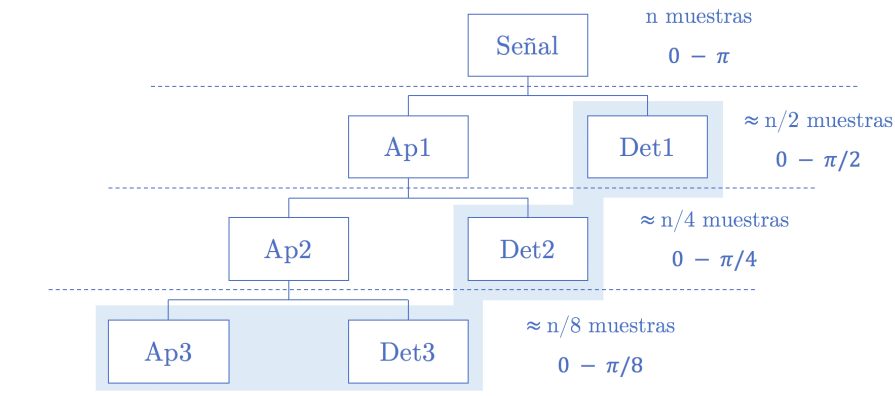 Señal
n muestras
0 − π
Ap1
Det1
≈ n/2 muestras
0 − π/2
Ap2
Det2
≈ n/4 muestras
0 − π/4
Ap3
Det3
≈ n/8 muestras
0 − π/8